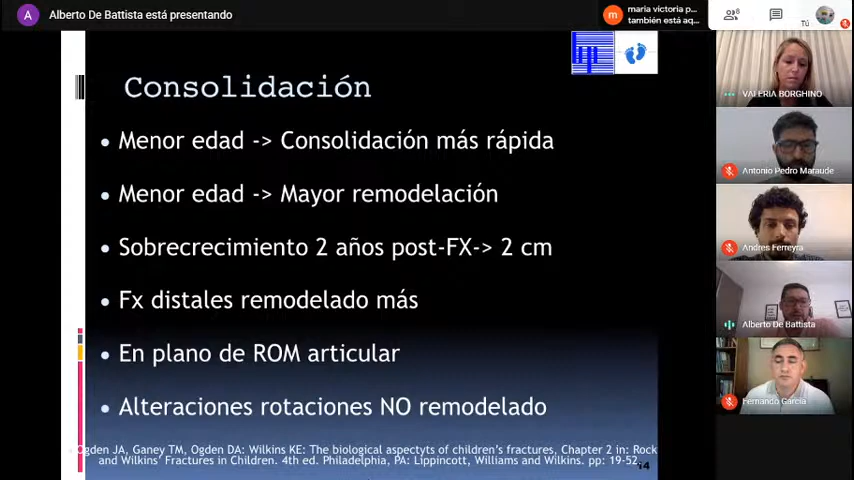 A Alberto De Battista está presentando
m maria victoria p...
también está aq...
8
Tú
Consolidación
Menor edad -> Consolidación más rápida
Menor edad -> Mayor remodelación
Sobrecrecimiento 2 años post-FX-> 2 cm
Fx distales remodelado más
En plano de ROM articular
Alteraciones rotaciones NO remodelado
Ogden JA, Ganey TM, Ogden DA: Wilkins KE: The biological aspectyts of children's fractures, Chapter 2 in: Rock
and Wilkins' Fractures in Children. 4th ed. Philadelphia, PA: Lippincott, Williams and Wilkins. pp: 19-52.
14
VALERIA BORGHINO
Antonio Pedro Maraude
Andres Ferreyra
Alberto De Battista
Fernando García